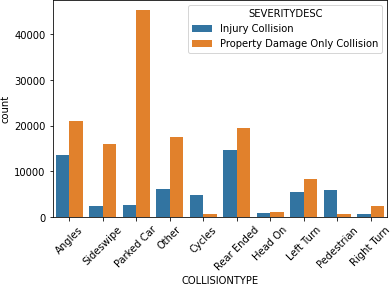 SEVERITYDESC
Injury Collision
Property Damage Only Collision
40000
30000
20000
10000
0
count
Angles
Sideswipe
Parked Car
Other
Cycles
Rear Ended
Head On
Left Turn
Pedestrian
Right Turn
COLLISIONTYPE